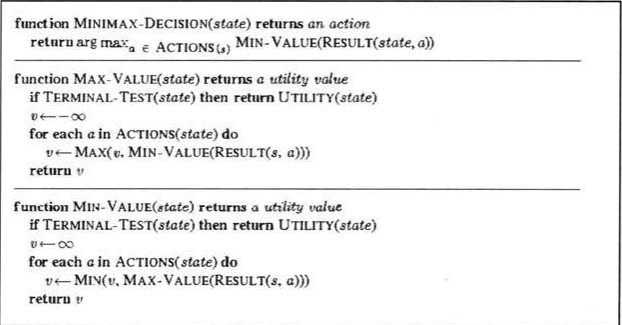 function MINIMAX-DECISION(state) returns an action
return arg max a ∈ ACTIONS(s) MIN-VALUE(RESULT(state, a))
function MAX-VALUE(state) returns a utility value
if TERMINAL-TEST(state) then return UTILITY(state)
v ← −∞
for each a in ACTIONS(state) do
v ← MAX(v, MIN-VALUE(RESULT(s, a)))
return v
function MIN-VALUE(state) returns a utility value
if TERMINAL-TEST(state) then return UTILITY(state)
v ← ∞
for each a in ACTIONS(state) do
v ← MIN(v, MAX-VALUE(RESULT(s, a)))
return v